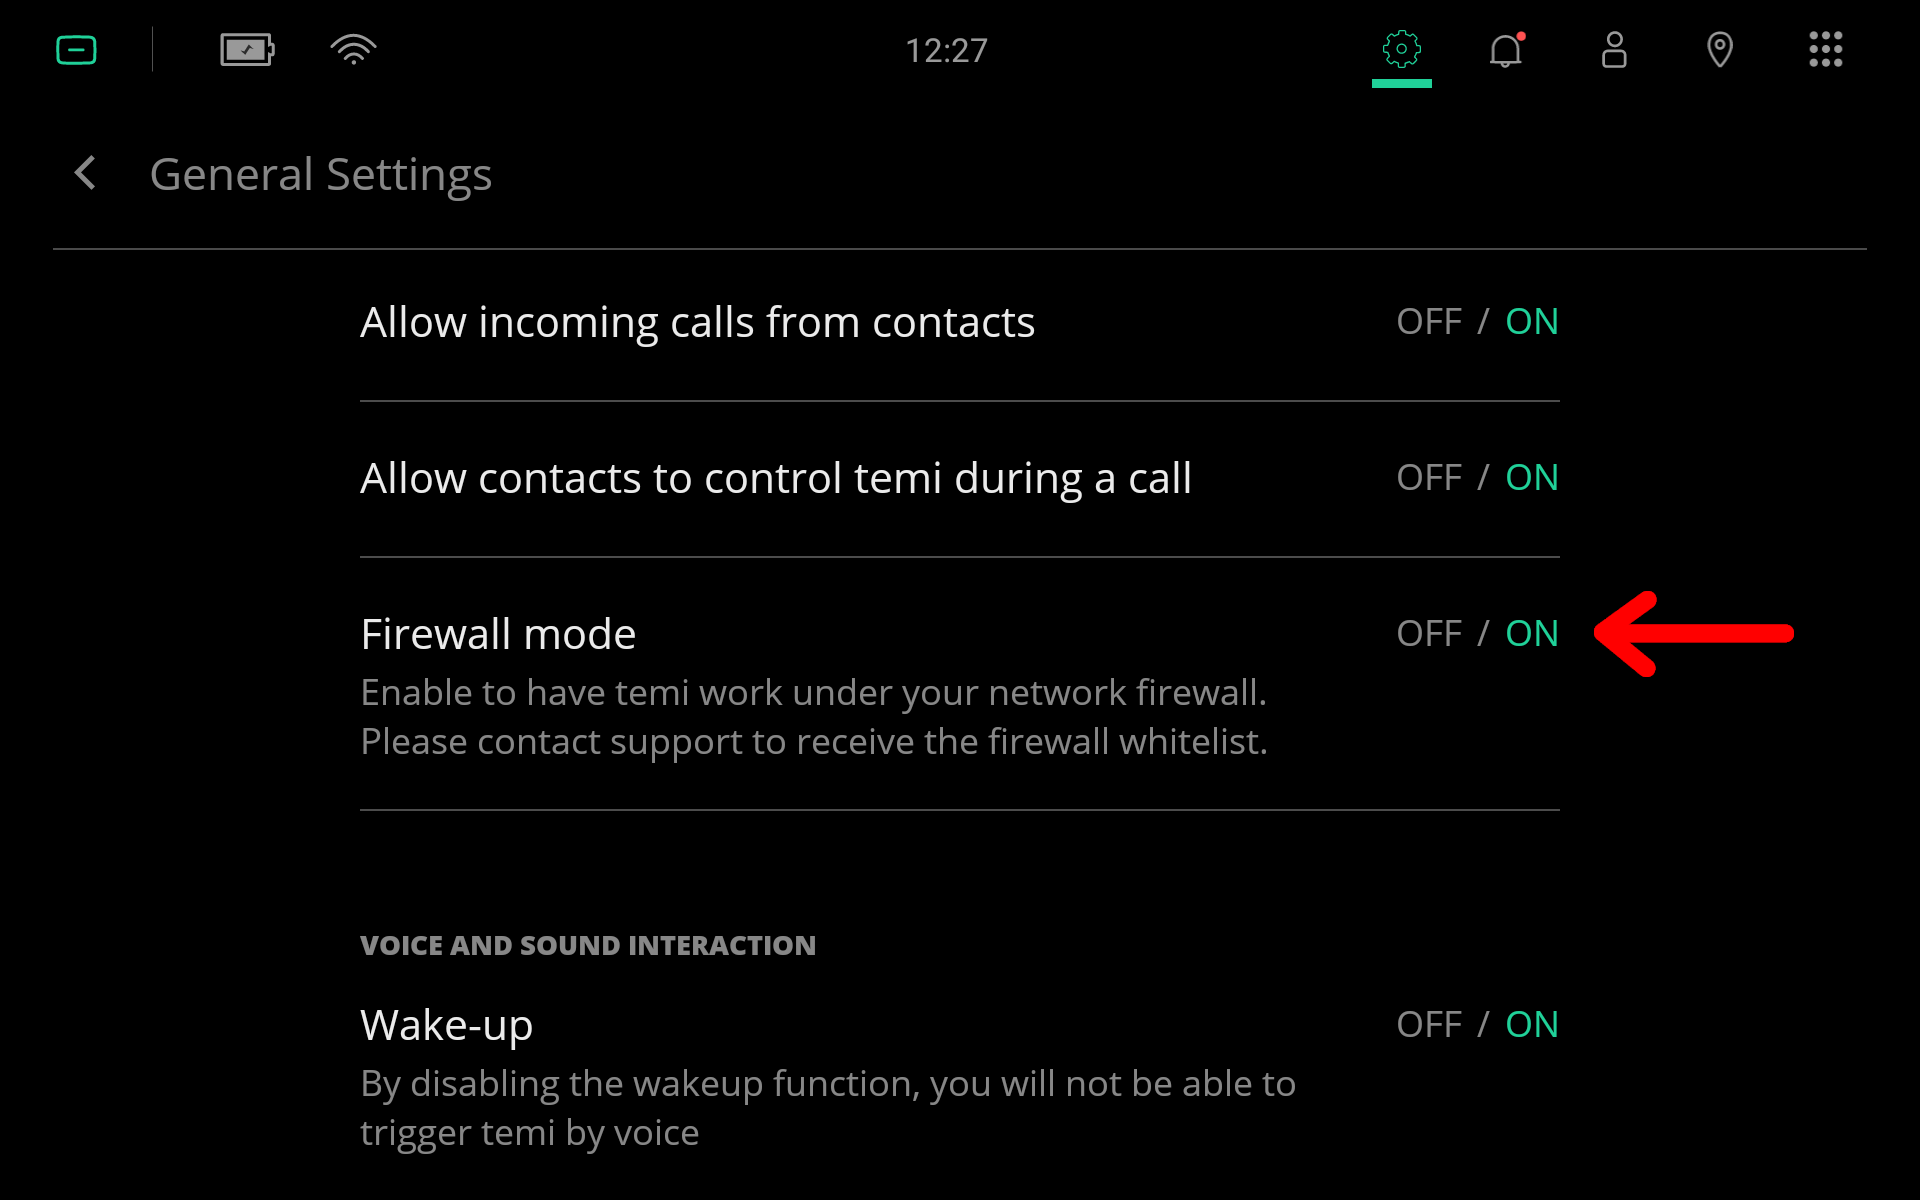 12:27
General Settings
Allow incoming calls from contacts OFF / ON
Allow contacts to control temi during a call OFF / ON
Firewall mode OFF / ON
Enable to have temi work under your network firewall.
Please contact support to receive the firewall whitelist.
VOICE AND SOUND INTERACTION
Wake-up OFF / ON
By disabling the wakeup function, you will not be able to
trigger temi by voice